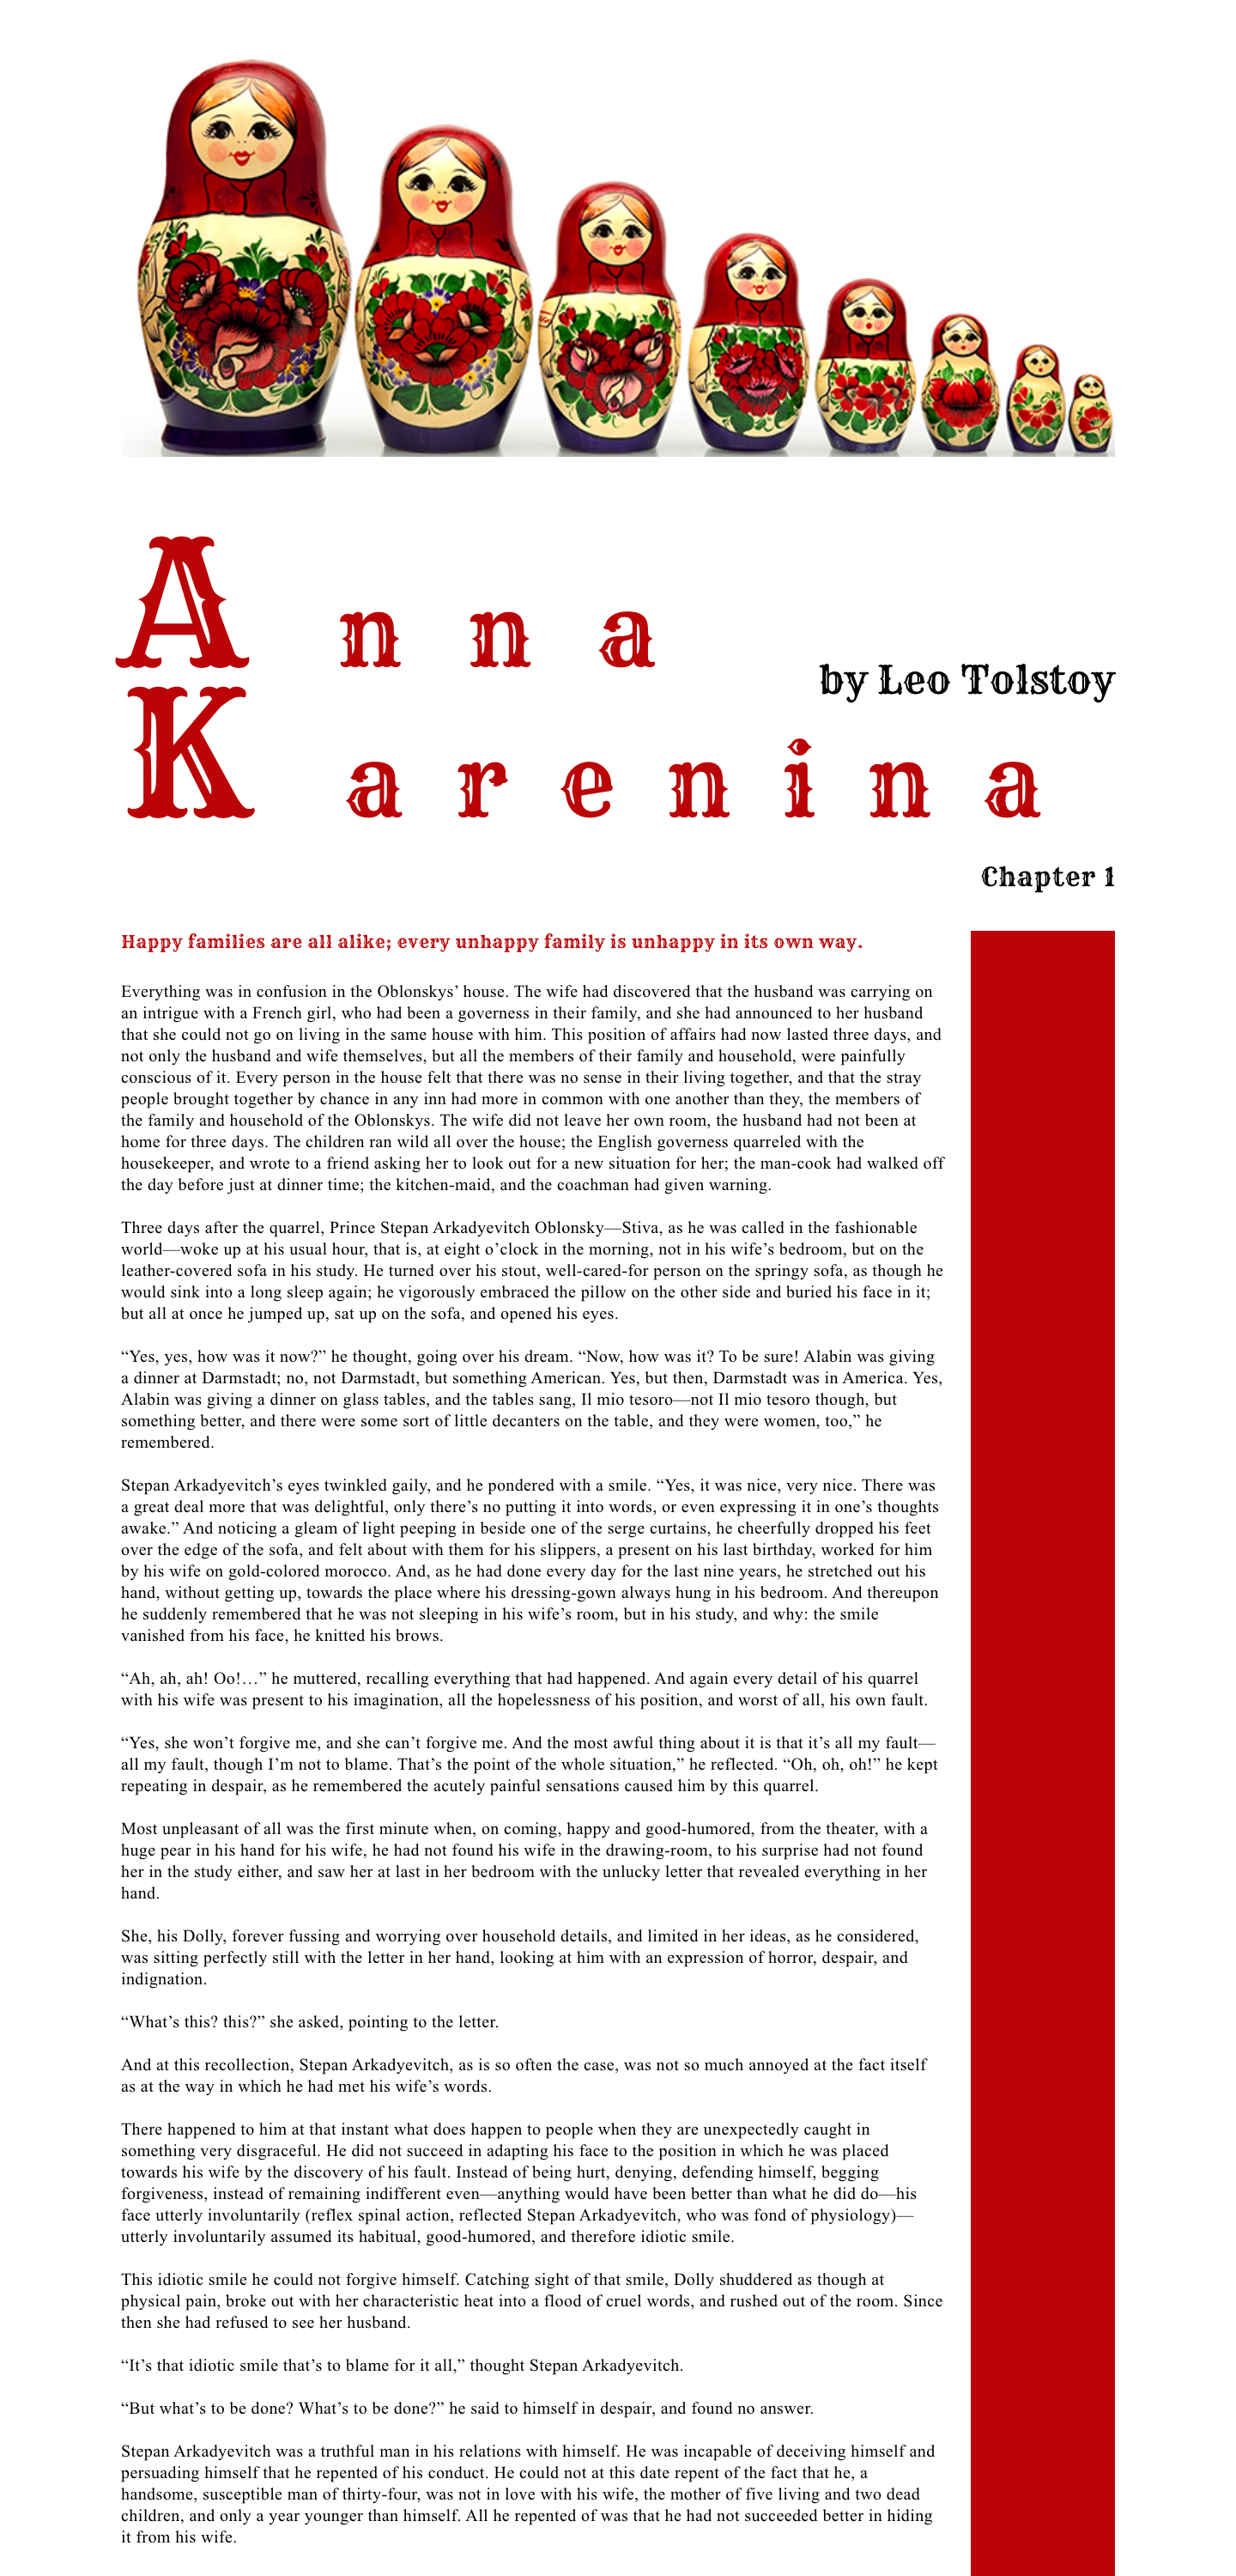 Anna
by Leo Tolstoy
Karenina
Chapter 1
Happy families are all alike; every unhappy family is unhappy in its own way.
Everything was in confusion in the Oblonskys’ house. The wife had discovered that the husband was carrying on
an intrigue with a French girl, who had been a governess in their family, and she had announced to her husband
that she could not go on living in the same house with him. This position of affairs had now lasted three days, and
not only the husband and wife themselves, but all the members of their family and household, were painfully
conscious of it. Every person in the house felt that there was no sense in their living together, and that the stray
people brought together by chance in any inn had more in common with one another than they, the members of
the family and household of the Oblonskys. The wife did not leave her own room, the husband had not been at
home for three days. The children ran wild all over the house; the English governess quarreled with the
housekeeper, and wrote to a friend asking her to look out for a new situation for her; the man-cook had walked off
the day before just at dinner time; the kitchen-maid, and the coachman had given warning.
Three days after the quarrel, Prince Stepan Arkadyevitch Oblonsky—Stiva, as he was called in the fashionable
world—woke up at his usual hour, that is, at eight o’clock in the morning, not in his wife’s bedroom, but on the
leather-covered sofa in his study. He turned over his stout, well-cared-for person on the springy sofa, as though he
would sink into a long sleep again; he vigorously embraced the pillow on the other side and buried his face in it;
but all at once he jumped up, sat up on the sofa, and opened his eyes.
“Yes, yes, how was it now?” he thought, going over his dream. “Now, how was it? To be sure! Alabin was giving
a dinner at Darmstadt; no, not Darmstadt, but something American. Yes, but then, Darmstadt was in America. Yes,
Alabin was giving a dinner on glass tables, and the tables sang, Il mio tesoro—not Il mio tesoro though, but
something better, and there were some sort of little decanters on the table, and they were women, too,” he
remembered.
Stepan Arkadyevitch’s eyes twinkled gaily, and he pondered with a smile. “Yes, it was nice, very nice. There was
a great deal more that was delightful, only there’s no putting it into words, or even expressing it in one’s thoughts
awake.” And noticing a gleam of light peeping in beside one of the serge curtains, he cheerfully dropped his feet
over the edge of the sofa, and felt about with them for his slippers, a present on his last birthday, worked for him
by his wife on gold-colored morocco. And, as he had done every day for the last nine years, he stretched out his
hand, without getting up, towards the place where his dressing-gown always hung in his bedroom. And thereupon
he suddenly remembered that he was not sleeping in his wife’s room, but in his study, and why: the smile
vanished from his face, he knitted his brows.
“Ah, ah, ah! Oo!…” he muttered, recalling everything that had happened. And again every detail of his quarrel
with his wife was present to his imagination, all the hopelessness of his position, and worst of all, his own fault.
“Yes, she won’t forgive me, and she can’t forgive me. And the most awful thing about it is that it’s all my fault—
all my fault, though I’m not to blame. That’s the point of the whole situation,” he reflected. “Oh, oh, oh!” he kept
repeating in despair, as he remembered the acutely painful sensations caused him by this quarrel.
Most unpleasant of all was the first minute when, on coming, happy and good-humored, from the theater, with a
huge pear in his hand for his wife, he had not found his wife in the drawing-room, to his surprise had not found
her in the study either, and saw her at last in her bedroom with the unlucky letter that revealed everything in her
hand.
She, his Dolly, forever fussing and worrying over household details, and limited in her ideas, as he considered,
was sitting perfectly still with the letter in her hand, looking at him with an expression of horror, despair, and
indignation.
“What’s this? this?” she asked, pointing to the letter.
And at this recollection, Stepan Arkadyevitch, as is so often the case, was not so much annoyed at the fact itself
as at the way in which he had met his wife’s words.
There happened to him at that instant what does happen to people when they are unexpectedly caught in
something very disgraceful. He did not succeed in adapting his face to the position in which he was placed
towards his wife by the discovery of his fault. Instead of being hurt, denying, defending himself, begging
forgiveness, instead of remaining indifferent even—anything would have been better than what he did do—his
face utterly involuntarily (reflex spinal action, reflected Stepan Arkadyevitch, who was fond of physiology)—
utterly involuntarily assumed its habitual, good-humored, and therefore idiotic smile.
This idiotic smile he could not forgive himself. Catching sight of that smile, Dolly shuddered as though at
physical pain, broke out with her characteristic heat into a flood of cruel words, and rushed out of the room. Since
then she had refused to see her husband.
“It’s that idiotic smile that’s to blame for it all,” thought Stepan Arkadyevitch.
“But what’s to be done? What’s to be done?” he said to himself in despair, and found no answer.
Stepan Arkadyevitch was a truthful man in his relations with himself. He was incapable of deceiving himself and
persuading himself that he repented of his conduct. He could not at this date repent of the fact that he, a
handsome, susceptible man of thirty-four, was not in love with his wife, the mother of five living and two dead
children, and only a year younger than himself. All he repented of was that he had not succeeded better in hiding
it from his wife.